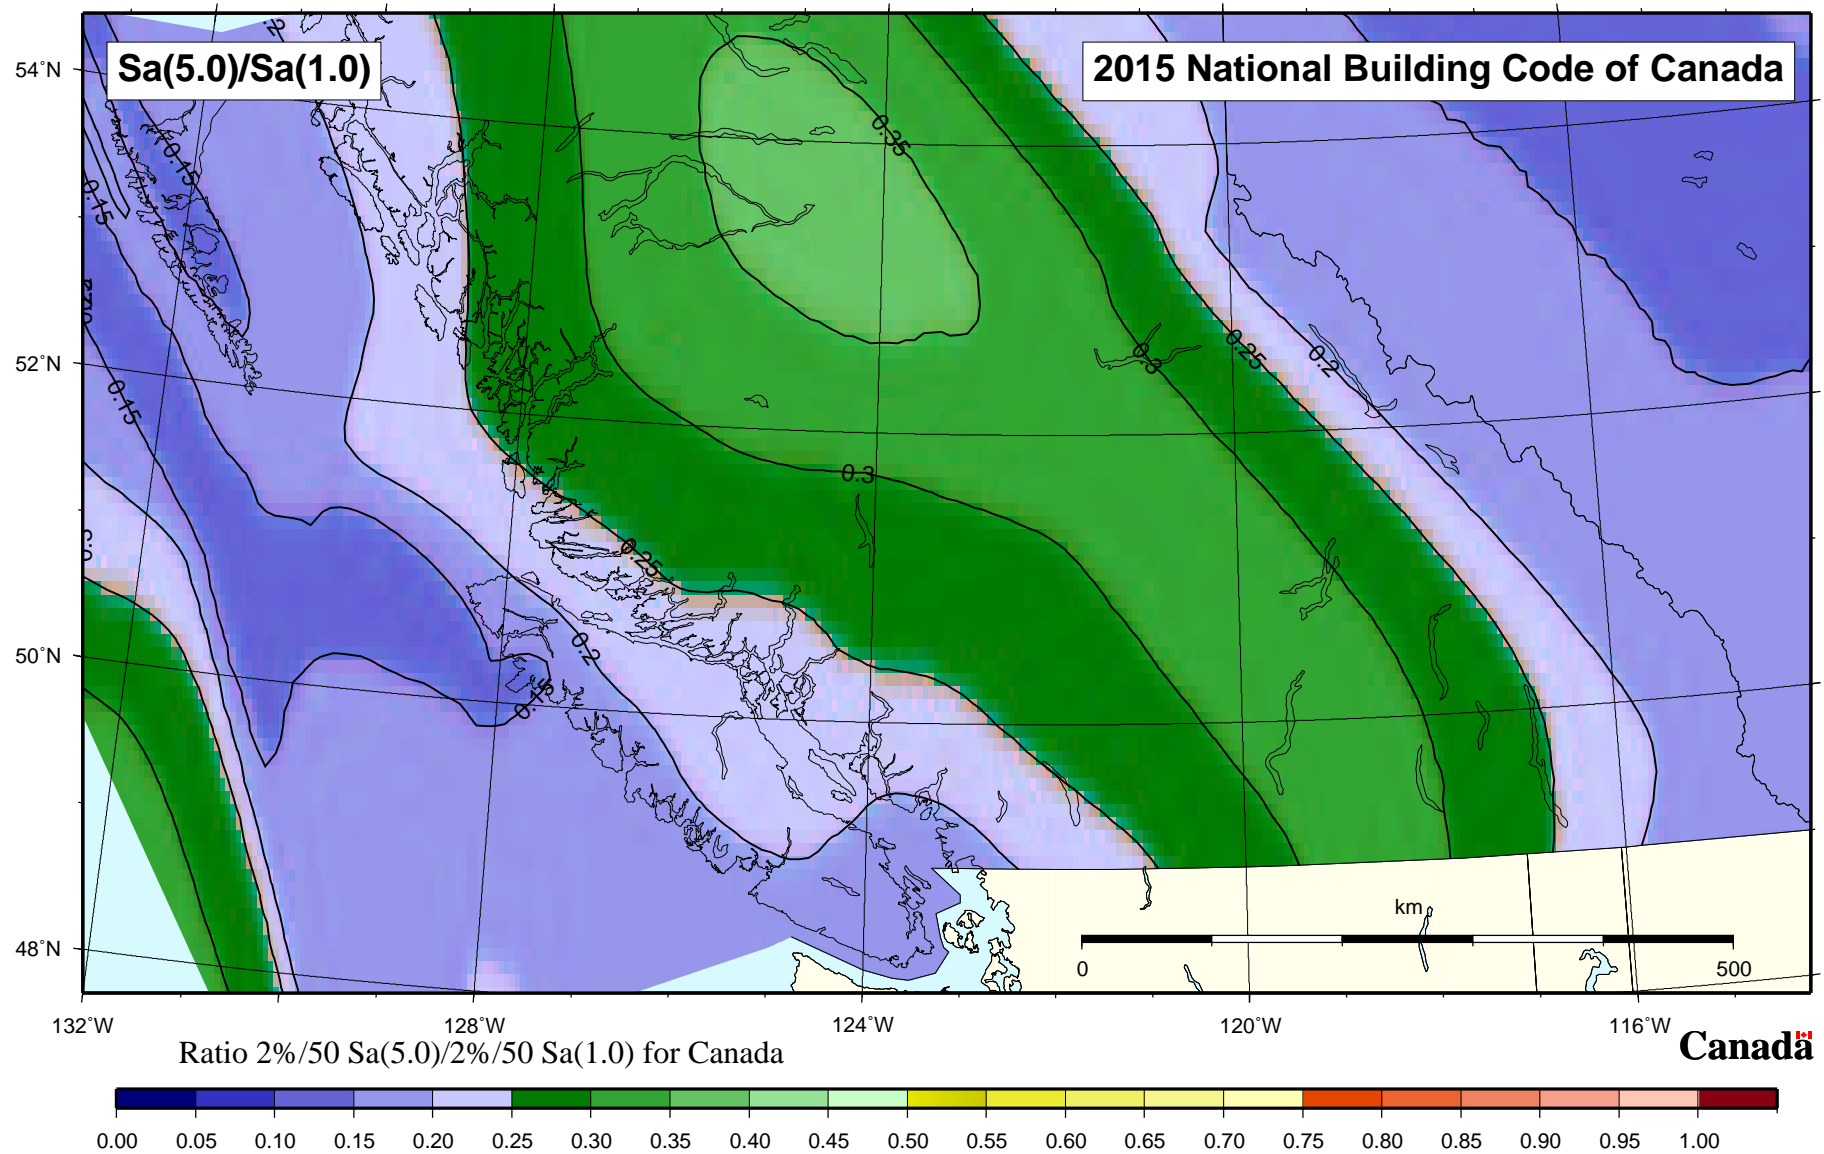 Sa(5.0)/Sa(1.0)
2015 National Building Code of Canada
54°N
52°N
50°N
48°N
0.2
0.15
0.15
0.15
0.35
0.3
0.25
0.2
0.3
0.25
0.2
0.15
km
0 500
132°W 128°W 124°W 120°W 116°W
Ratio 2%/50 Sa(5.0)/2%/50 Sa(1.0) for Canada
Canada
0.00 0.05 0.10 0.15 0.20 0.25 0.30 0.35 0.40 0.45 0.50 0.55 0.60 0.65 0.70 0.75 0.80 0.85 0.90 0.95 1.00